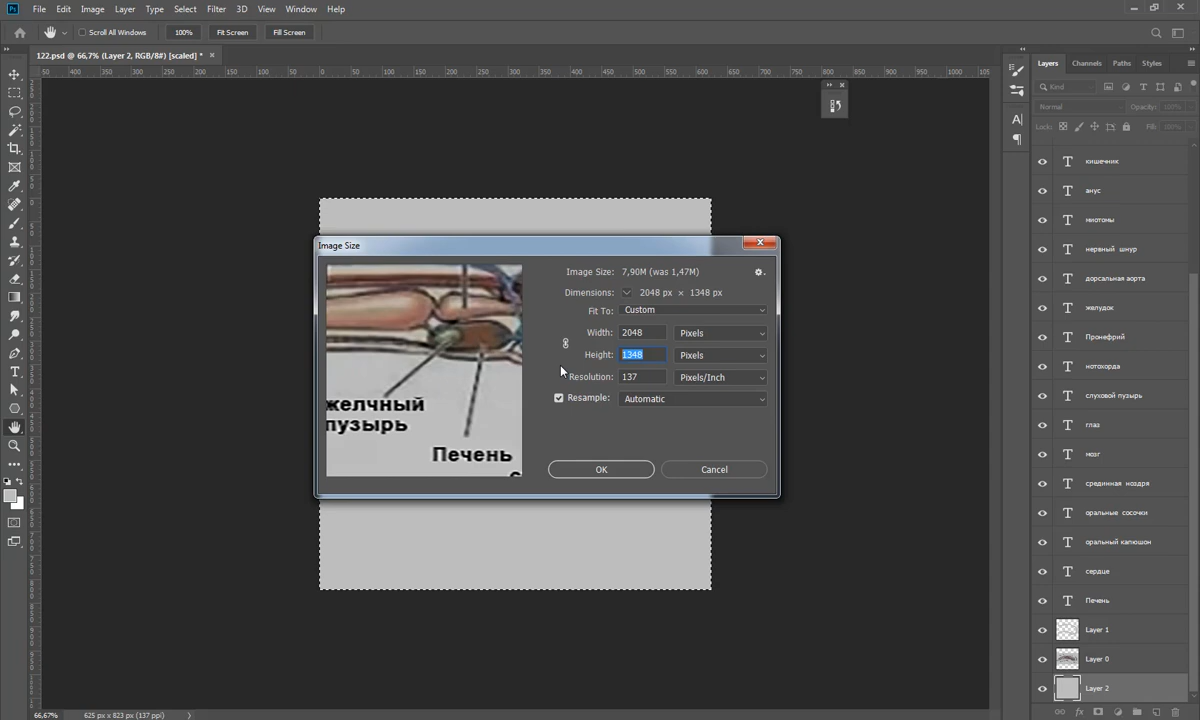 Ps File Edit Image Layer Type Select Filter 3D View Window Help
Scroll All Windows 100% Fit Screen Fill Screen
122.psd @ 66,7% (Layer 2, RGB/8#) [scaled] *
Layers Channels Paths Styles
Kind
Normal Opacity: 100%
Lock: Fill: 100%
кишечник
анус
миотомы
нервный шнур
дорсальная аорта
желудок
Пронефрий
нотохорда
слуховой пузырь
глаз
мозг
срединная ноздря
оральные сосочки
оральный капюшон
сердце
Печень
Layer 1
Layer 0
Layer 2
Image Size
Image Size: 7,90M (was 1,47M)
Dimensions: 2048 px × 1348 px
Fit To: Custom
Width: 2048 Pixels
Height: 1348 Pixels
Resolution: 137 Pixels/Inch
Resample: Automatic
OK Cancel
желчный
пузырь
Печень
66,67% 625 px x 823 px (137 ppi)